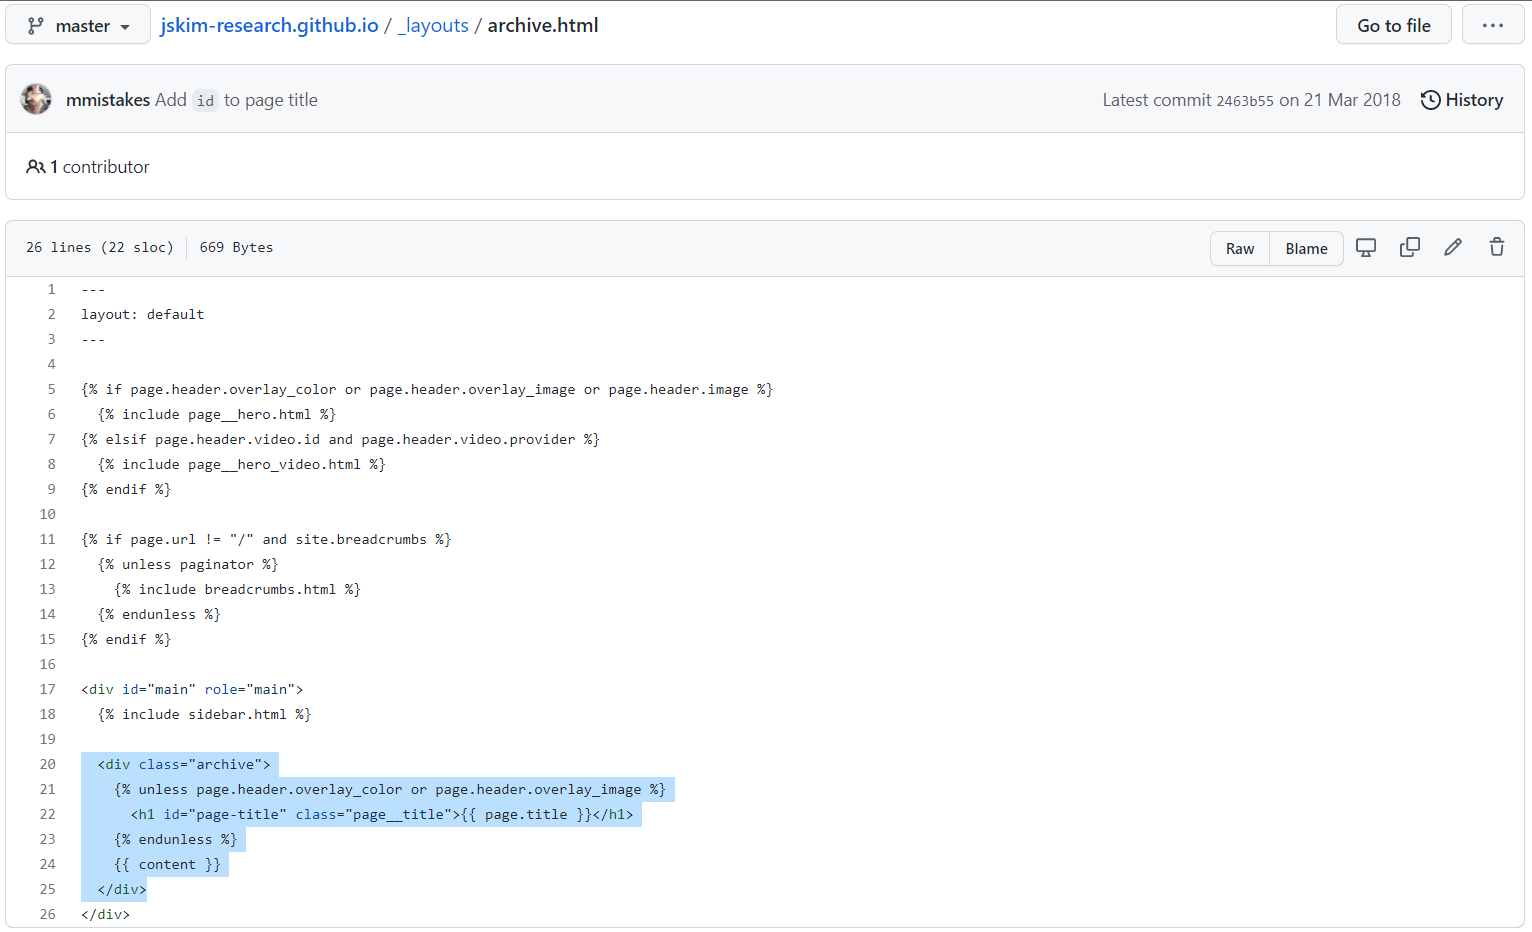 master jskim-research.github.io / _layouts / archive.html Go to file ...
mmistakes Add id to page title Latest commit 2463b55 on 21 Mar 2018 History
1 contributor
26 lines (22 sloc) 669 Bytes Raw Blame
1 ---
2 layout: default
3 ---
4
5 {% if page.header.overlay_color or page.header.overlay_image or page.header.image %}
6   {% include page__hero.html %}
7 {% elsif page.header.video.id and page.header.video.provider %}
8   {% include page__hero_video.html %}
9 {% endif %}
10
11 {% if page.url != "/" and site.breadcrumbs %}
12   {% unless paginator %}
13     {% include breadcrumbs.html %}
14   {% endunless %}
15 {% endif %}
16
17 <div id="main" role="main">
18   {% include sidebar.html %}
19
20   <div class="archive">
21     {% unless page.header.overlay_color or page.header.overlay_image %}
22       <h1 id="page-title" class="page__title">{{ page.title }}</h1>
23     {% endunless %}
24     {{ content }}
25   </div>
26 </div>